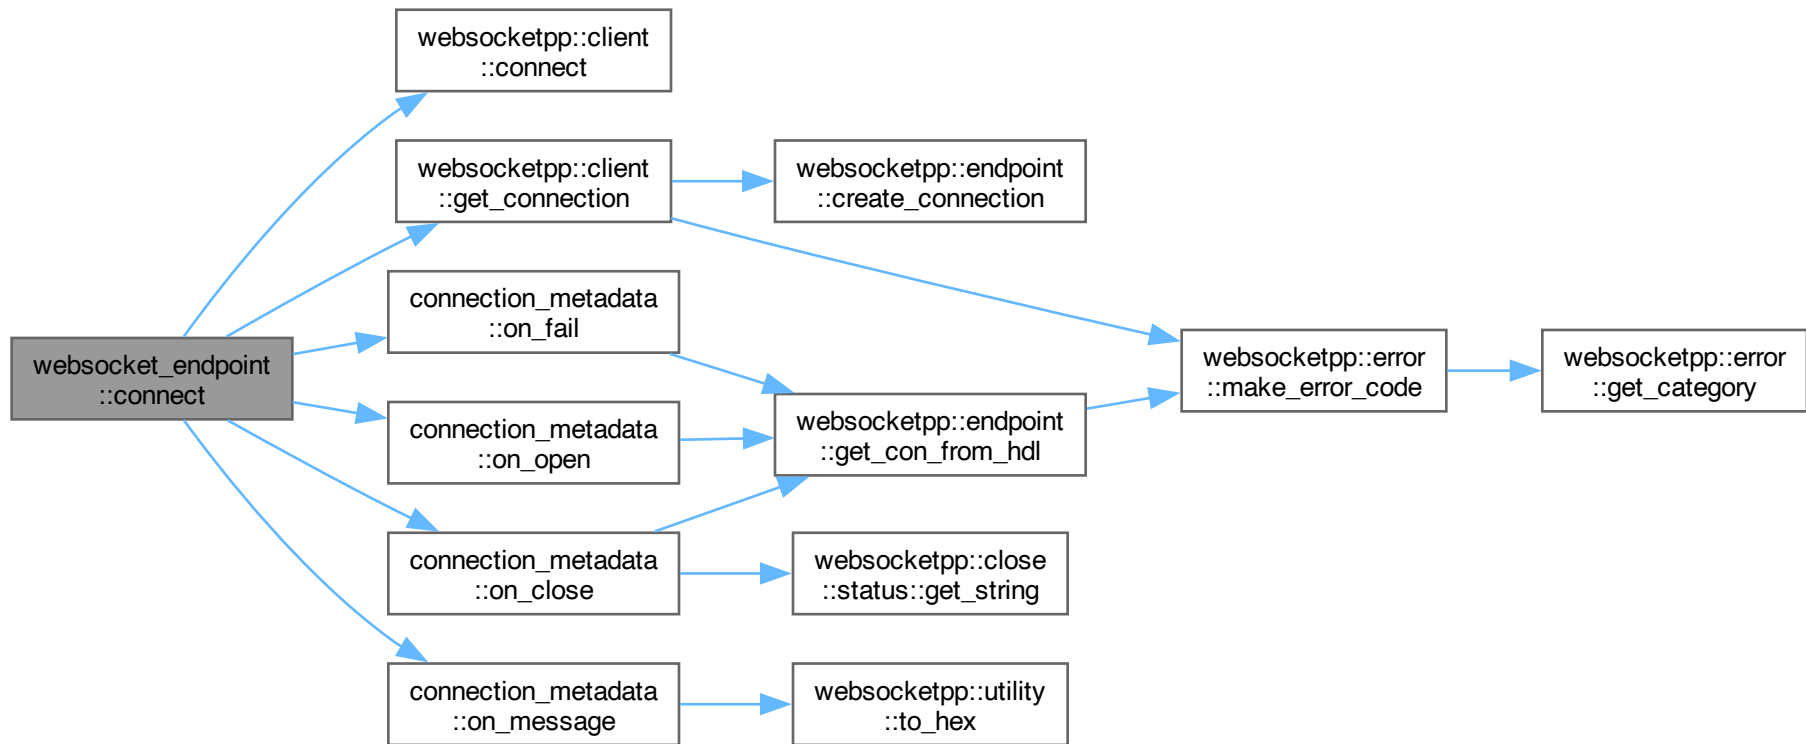 websocketpp::client
::connect
websocketpp::client
::get_connection
websocketpp::endpoint
::create_connection
connection_metadata
::on_fail
websocketpp::error
::make_error_code
websocketpp::error
::get_category
websocket_endpoint
::connect
connection_metadata
::on_open
websocketpp::endpoint
::get_con_from_hdl
connection_metadata
::on_close
websocketpp::close
::status::get_string
connection_metadata
::on_message
websocketpp::utility
::to_hex